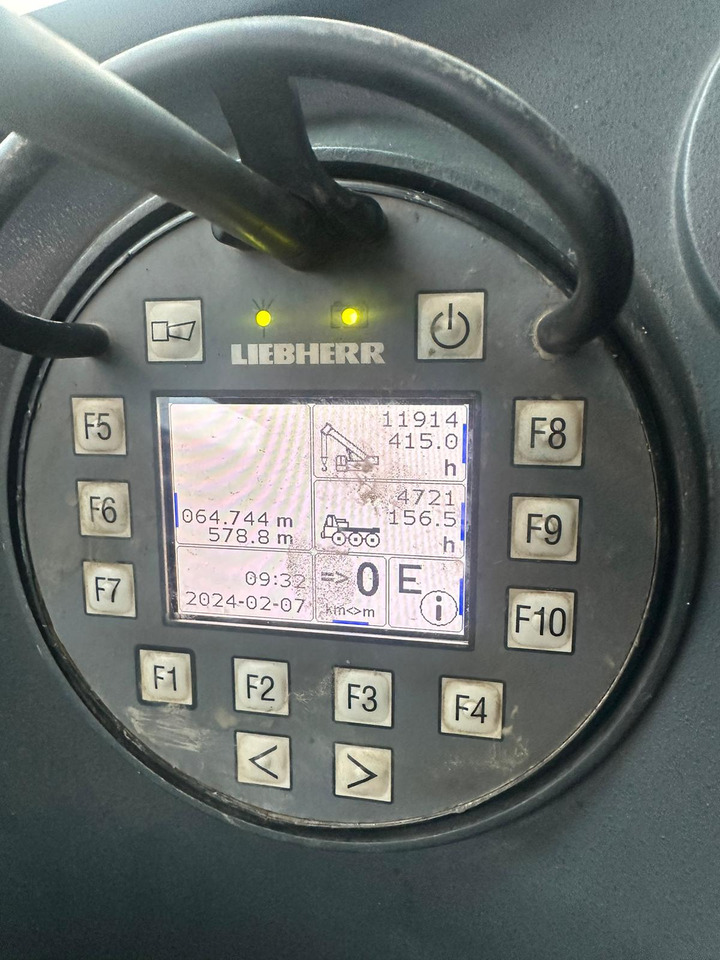 LIEBHERR
F5
F6
F7
F8
F9
F10
11914
415.0
h
4721
156.5
h
064.744 m
578.8 m
09:32
2024-02-07
=>0
km<>m
E
i
F1
F2
F3
F4
<
>